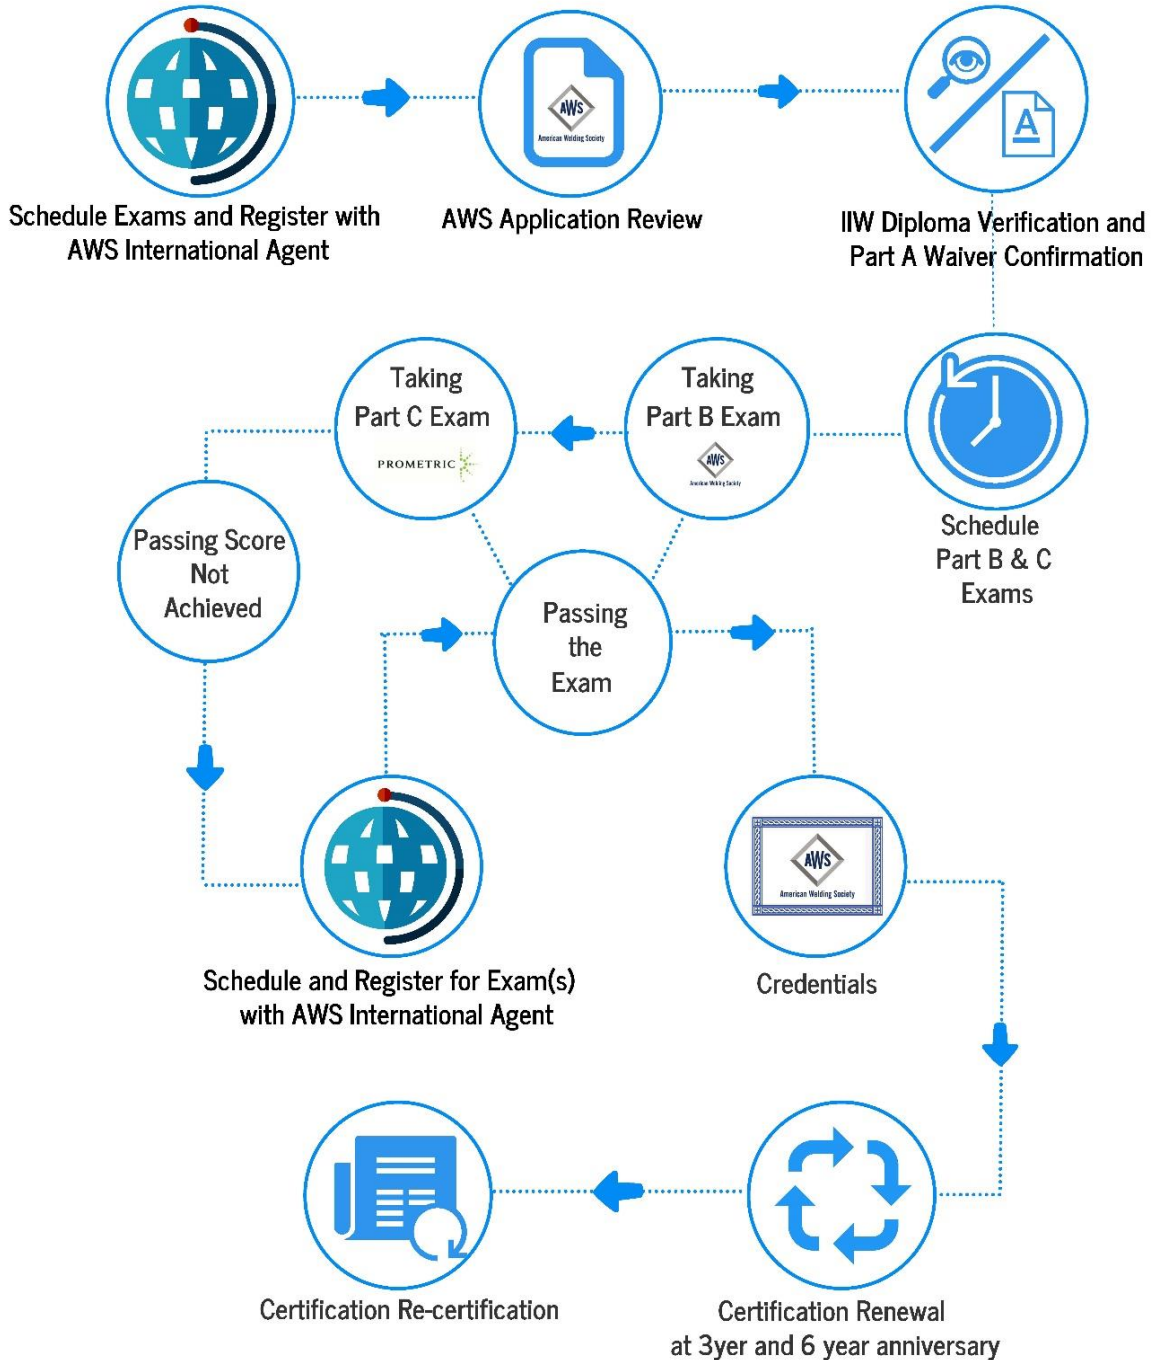 AWS
American Welding Society
A
Schedule Exams and Register with
AWS International Agent
AWS Application Review
IIW Diploma Verification and
Part A Waiver Confirmation
Taking
Part C Exam
PROMETRIC
Taking
Part B Exam
AWS
American Welding Society
Schedule
Part B & C
Exams
Passing Score
Not
Achieved
Passing
the
Exam
AWS
American Welding Society
Schedule and Register for Exam(s)
with AWS International Agent
Credentials
Certification Re-certification
Certification Renewal
at 3yer and 6 year anniversary